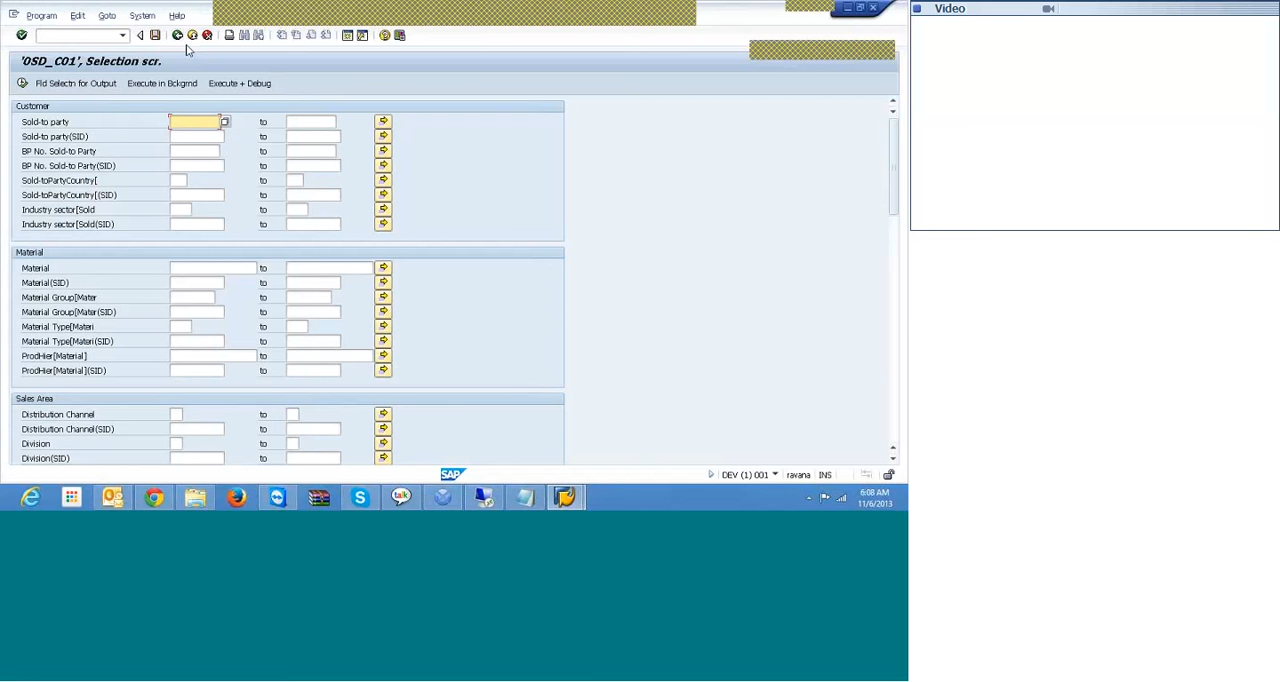 Program Edit Goto System Help
Video
'0SD_C01', Selection scr.
Fld Selectn for Output Execute in Bckgrnd Execute + Debug
Customer
Sold-to party to
Sold-to party(SID) to
BP No. Sold-to Party to
BP No. Sold-to Party(SID) to
Sold-toPartyCountry[ to
Sold-toPartyCountry[(SID) to
Industry sector[Sold to
Industry sector[Sold(SID) to
Material
Material to
Material(SID) to
Material Group[Mater to
Material Group[Mater(SID) to
Material Type[Materi to
Material Type[Materi(SID) to
ProdHier[Material] to
ProdHier[Material](SID) to
Sales Area
Distribution Channel to
Distribution Channel(SID) to
Division to
Division(SID) to
SAP
DEV (1) 001 ravana INS
talk
6:08 AM
11/6/2013